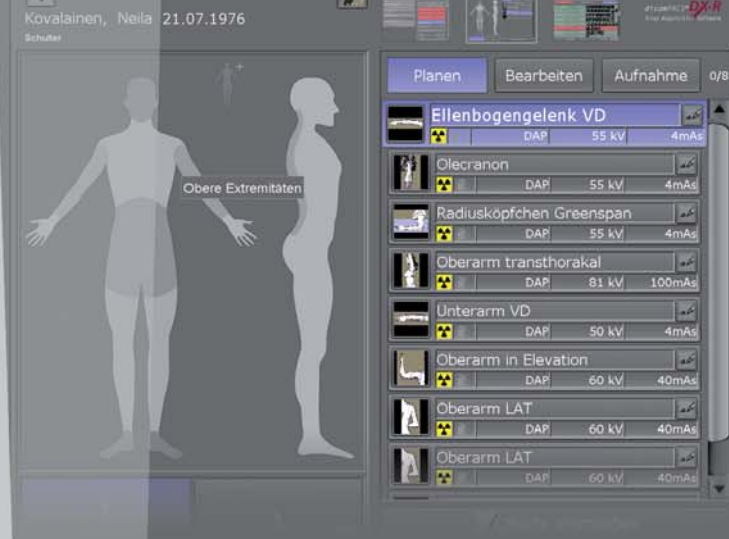 Kovalainen, Neila 21.07.1976
Schulter
DX-R
Planen
Bearbeiten
Aufnahme
0/8
Obere Extremitäten
Ellenbogengelenk VD
DAP 55 kV 4mAs
Olecranon
DAP 55 kV 4mAs
Radiusköpfchen Greenspan
DAP 55 kV 4mAs
Oberarm transthorakal
DAP 81 kV 100mAs
Unterarm VD
DAP 50 kV 4mAs
Oberarm in Elevation
DAP 60 kV 40mAs
Oberarm LAT
DAP 60 kV 40mAs
Oberarm LAT
DAP 60 kV 40mAs